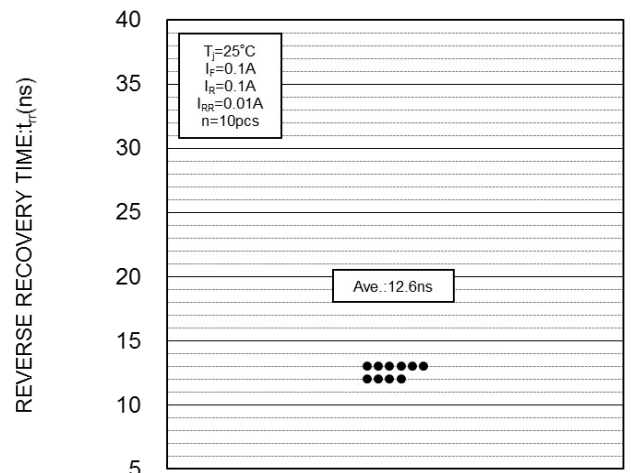 REVERSE RECOVERY TIME:trr(ns)
40
35
30
25
20
15
10
5
Tj=25°C
IF=0.1A
IR=0.1A
IRR=0.01A
n=10pcs
Ave.:12.6ns